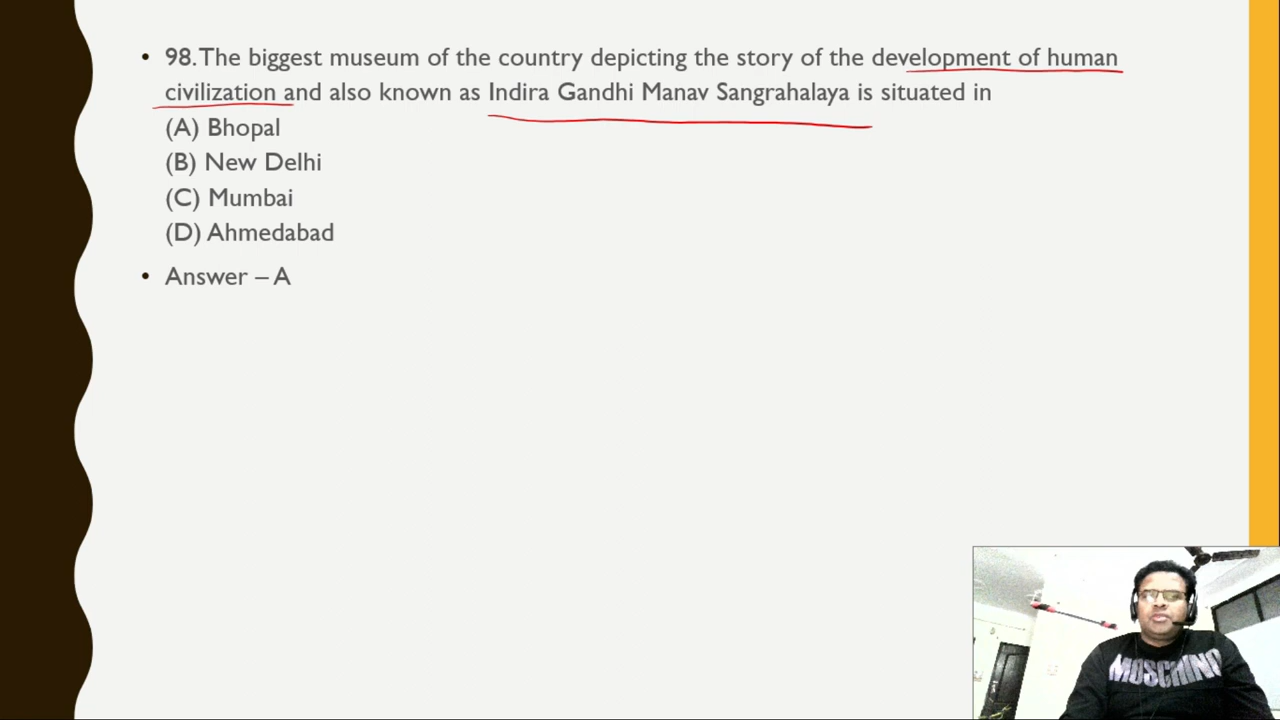 • 98. The biggest museum of the country depicting the story of the development of human
civilization and also known as Indira Gandhi Manav Sangrahalaya is situated in
(A) Bhopal
(B) New Delhi
(C) Mumbai
(D) Ahmedabad
• Answer – A
MOSCHINO